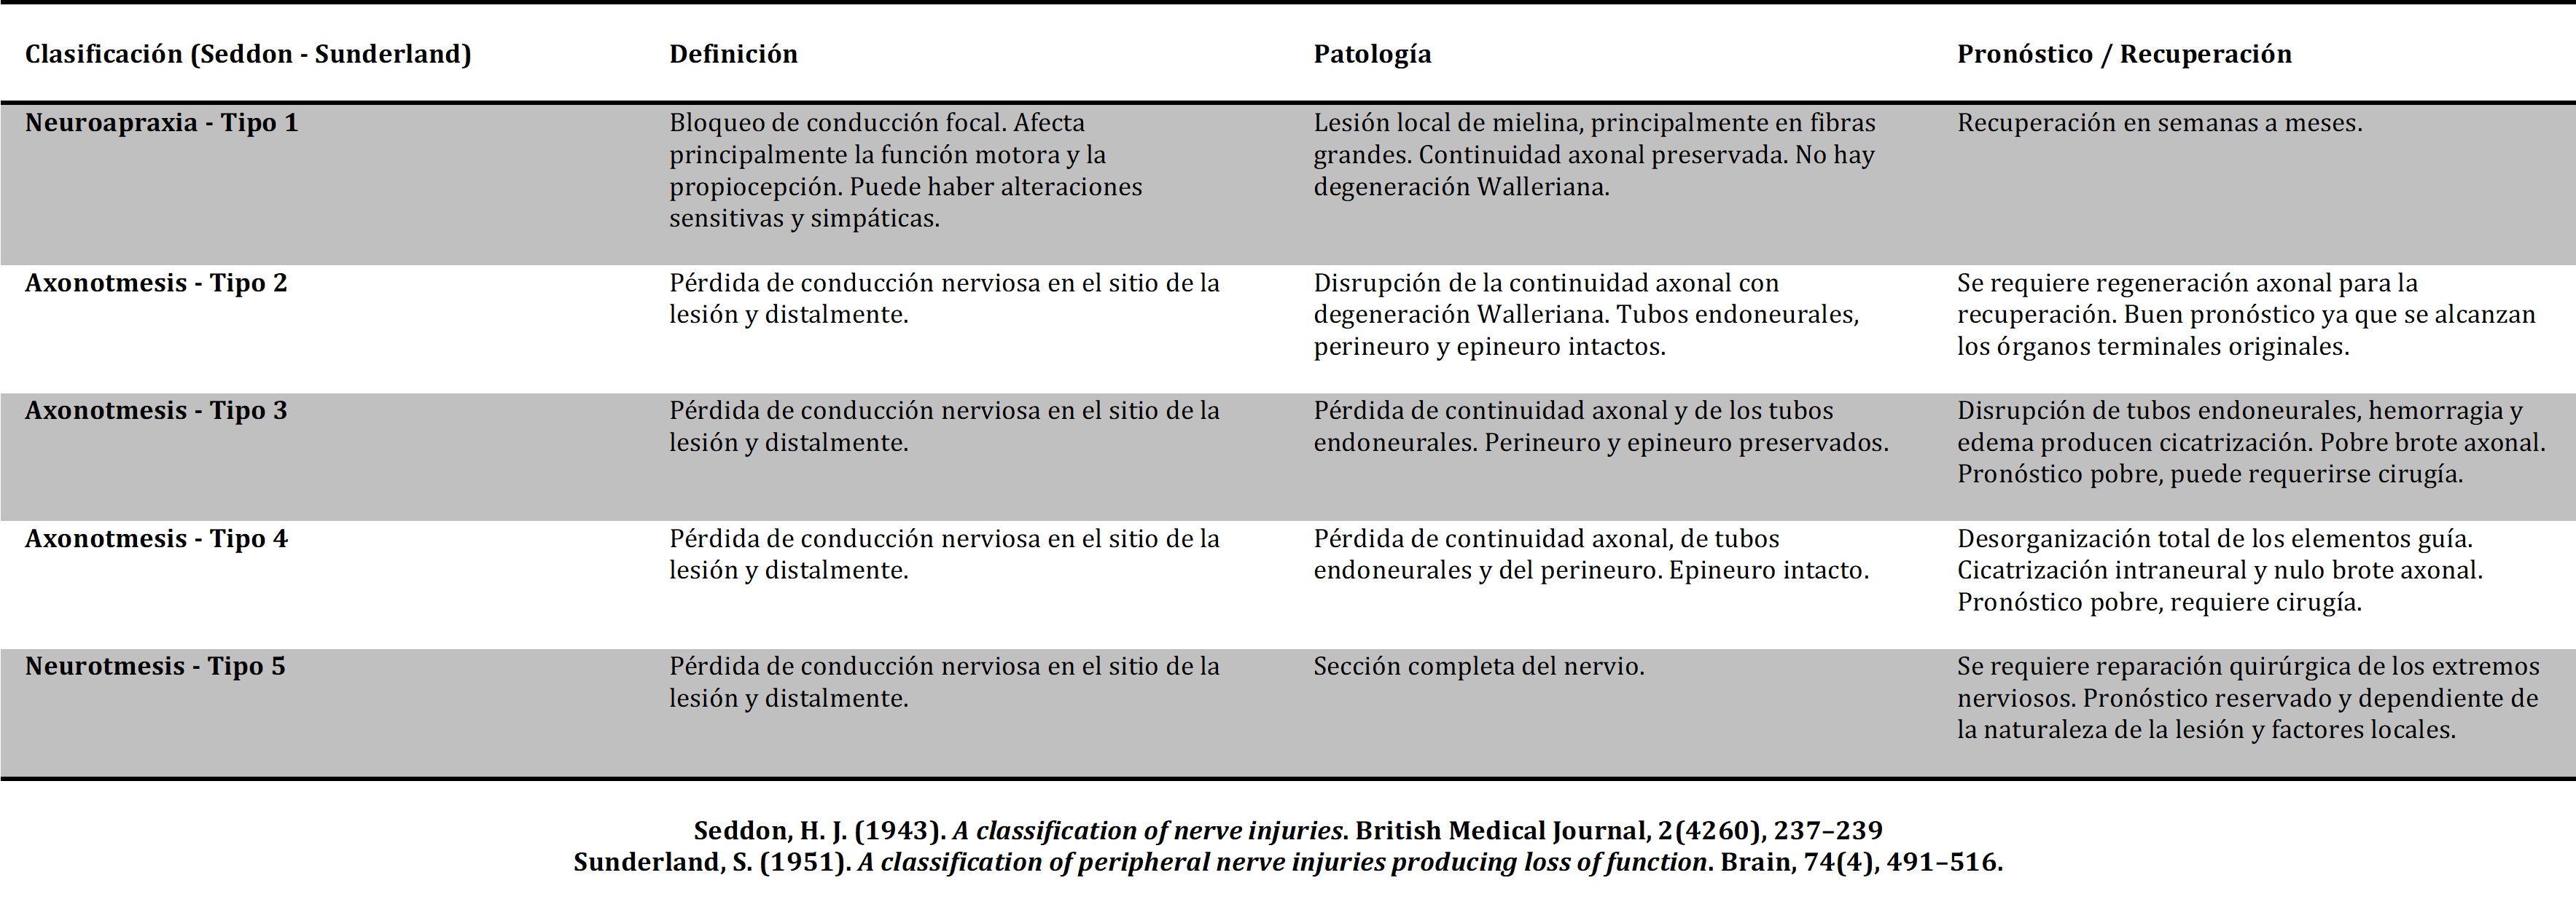 Clasificación (Seddon - Sunderland)
Definición
Patología
Pronóstico / Recuperación
Neuroapraxia - Tipo 1
Bloqueo de conducción focal. Afecta
principalmente la función motora y la
propiocepción. Puede haber alteraciones
sensitivas y simpáticas.
Lesión local de mielina, principalmente en fibras
grandes. Continuidad axonal preservada. No hay
degeneración Walleriana.
Recuperación en semanas a meses.
Axonotmesis - Tipo 2
Pérdida de conducción nerviosa en el sitio de la
lesión y distalmente.
Disrupción de la continuidad axonal con
degeneración Walleriana. Tubos endoneurales,
perineuro y epineuro intactos.
Se requiere regeneración axonal para la
recuperación. Buen pronóstico ya que se alcanzan
los órganos terminales originales.
Axonotmesis - Tipo 3
Pérdida de conducción nerviosa en el sitio de la
lesión y distalmente.
Pérdida de continuidad axonal y de los tubos
endoneurales. Perineuro y epineuro preservados.
Disrupción de tubos endoneurales, hemorragia y
edema producen cicatrización. Pobre brote axonal.
Pronóstico pobre, puede requerirse cirugía.
Axonotmesis - Tipo 4
Pérdida de conducción nerviosa en el sitio de la
lesión y distalmente.
Pérdida de continuidad axonal, de tubos
endoneurales y del perineuro. Epineuro intacto.
Desorganización total de los elementos guía.
Cicatrización intraneural y nulo brote axonal.
Pronóstico pobre, requiere cirugía.
Neurotmesis - Tipo 5
Pérdida de conducción nerviosa en el sitio de la
lesión y distalmente.
Sección completa del nervio.
Se requiere reparación quirúrgica de los extremos
nerviosos. Pronóstico reservado y dependiente de
la naturaleza de la lesión y factores locales.
Seddon, H. J. (1943). A classification of nerve injuries. British Medical Journal, 2(4260), 237–239
Sunderland, S. (1951). A classification of peripheral nerve injuries producing loss of function. Brain, 74(4), 491–516.